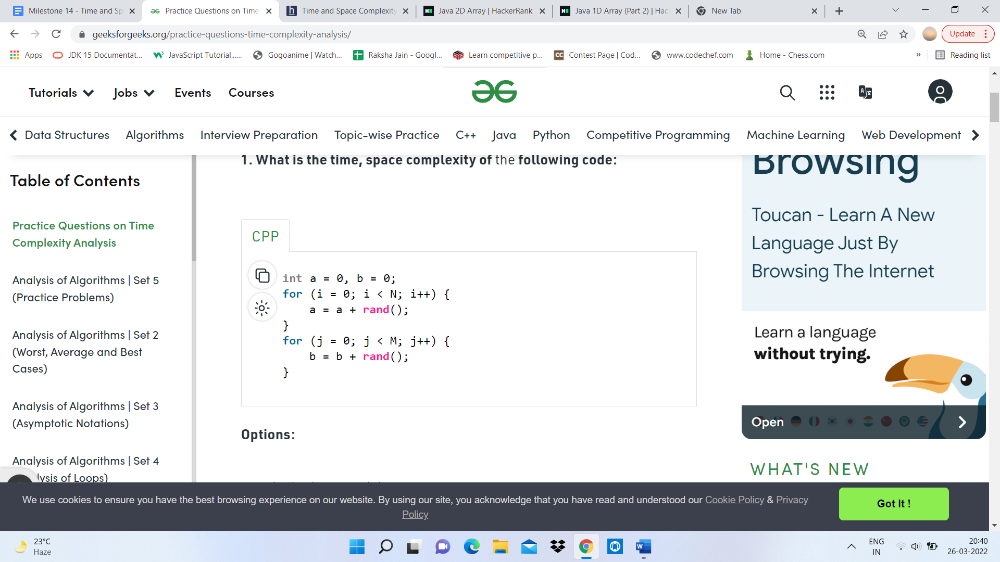 Milestone 14 - Time and Sp
Practice Questions on Time
Time and Space Complexity
Java 2D Array | HackerRank
Java 1D Array (Part 2) | Hac
New Tab
geeksforgeeks.org/practice-questions-time-complexity-analysis/
Update
Apps
JDK 15 Documentat...
JavaScript Tutorial......
Gogoanime | Watch...
Raksha Jain - Googl...
Learn competitive p...
CC Contest Page | Cod...
www.codechef.com
Home - Chess.com
»
Reading list
Tutorials
Jobs
Events
Courses
Data Structures
Algorithms
Interview Preparation
Topic-wise Practice
C++
Java
Python
Competitive Programming
Machine Learning
Web Development
Table of Contents
Practice Questions on Time
Complexity Analysis
Analysis of Algorithms | Set 5
(Practice Problems)
Analysis of Algorithms | Set 2
(Worst, Average and Best
Cases)
Analysis of Algorithms | Set 3
(Asymptotic Notations)
Analysis of Algorithms | Set 4
lysis of Loops)
1. What is the time, space complexity of the following code:
CPP
int a = 0, b = 0;
for (i = 0; i < N; i++) {
    a = a + rand();
}
for (j = 0; j < M; j++) {
    b = b + rand();
}
Options:
Browsing
Toucan - Learn A New
Language Just By
Browsing The Internet
Learn a language
without trying.
Open
WHAT'S NEW
We use cookies to ensure you have the best browsing experience on our website. By using our site, you acknowledge that you have read and understood our Cookie Policy & Privacy
Policy
Got It !
23°C
Haze
ENG
IN
20:40
26-03-2022